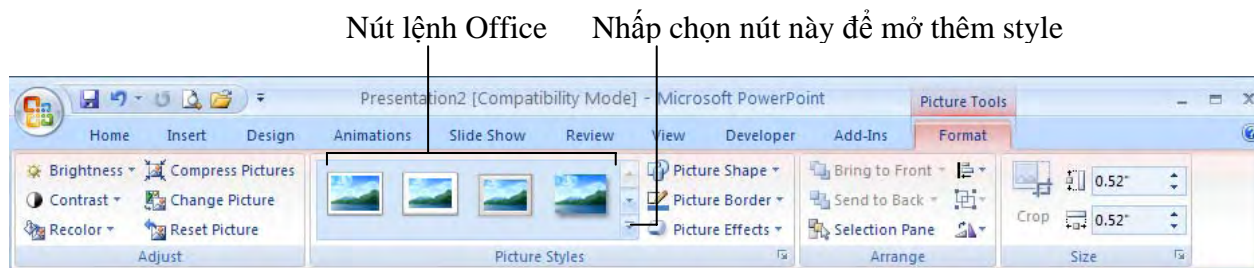 Nút lệnh Office Nhấp chọn nút này để mở thêm style
Presentation2 [Compatibility Mode] - Microsoft PowerPoint Picture Tools
Home Insert Design Animations Slide Show Review View Developer Add-Ins Format
Brightness Compress Pictures Picture Shape Bring to Front 0.52"
Contrast Change Picture Picture Border Send to Back
Recolor Reset Picture Picture Effects Selection Pane Crop 0.52"
Adjust Picture Styles Arrange Size